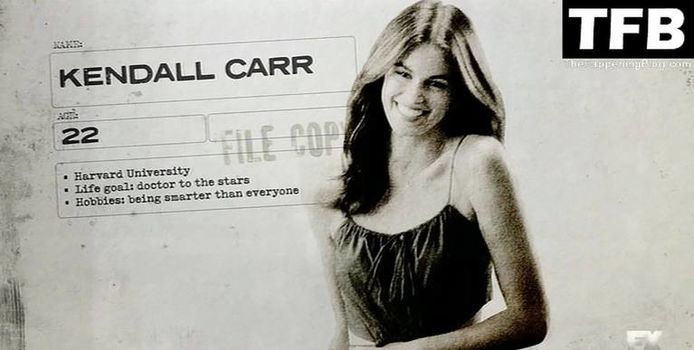 NAME:
KENDALL CARR
AGE:
22
FILE COPY
• Harvard University
• Life goal: doctor to the stars
• Hobbies: being smarter than everyone
TFB
FX